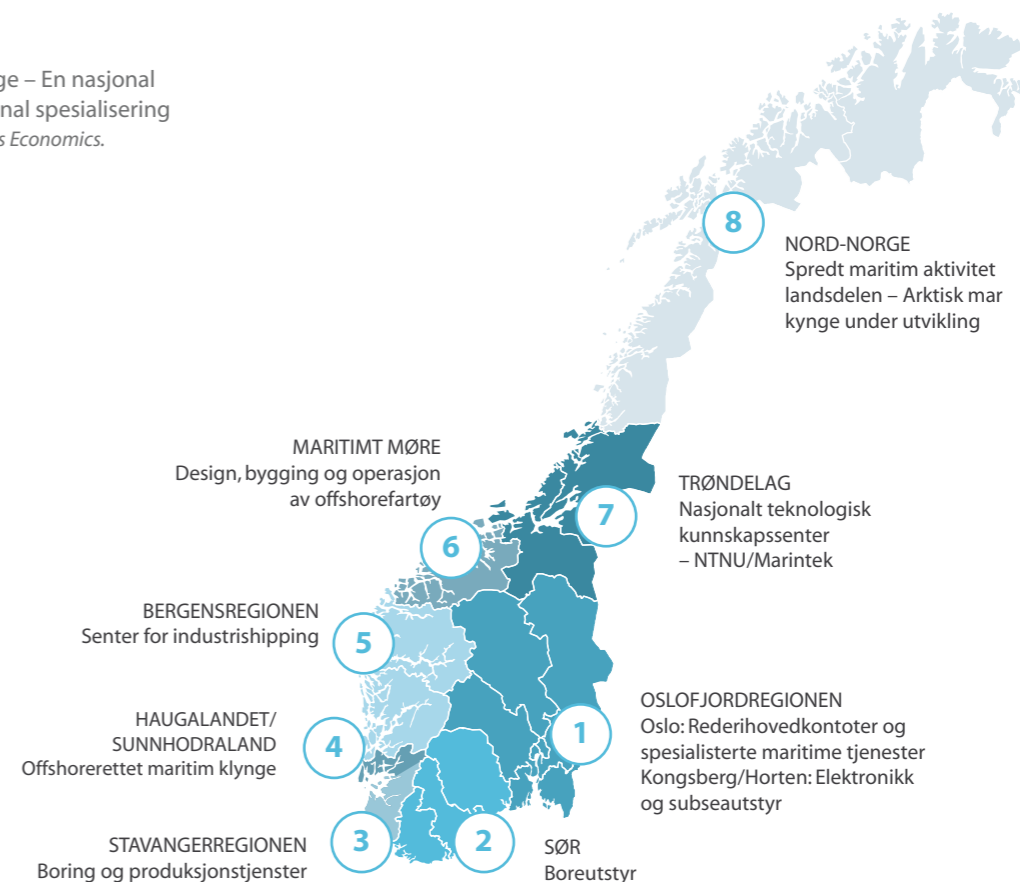 ge – En nasjonal
nal spesialisering
s Economics.
8
NORD-NORGE
Spredt maritim aktivitet
landsdelen – Arktisk mar
kynge under utvikling
MARITIMT MØRE
Design, bygging og operasjon
av offshorefartøy
6
7
TRØNDELAG
Nasjonalt teknologisk
kunnskapssenter
– NTNU/Marintek
BERGENSREGIONEN
Senter for industrishipping
5
HAUGALANDET/
SUNNHODRALAND
Offshorerettet maritim klynge
4
1
OSLOFJORDREGIONEN
Oslo: Rederihovedkontoter og
spesialisterte maritime tjenester
Kongsberg/Horten: Elektronikk
og subseautstyr
STAVANGERREGIONEN
Boring og produksjonstjenster
3
2
SØR
Boreutstyr